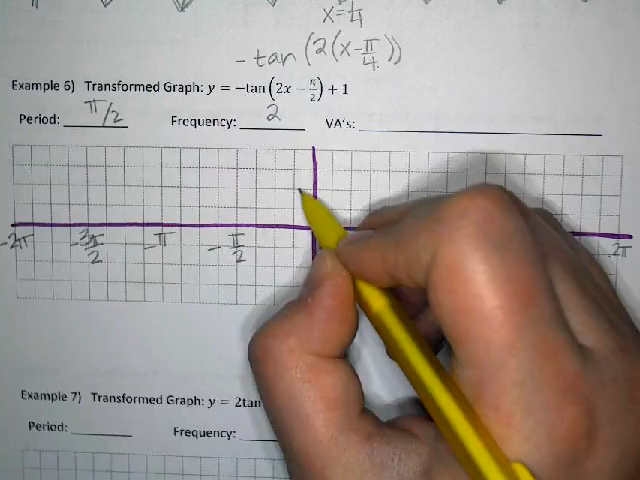 x = π/4
-tan(2(x-π/4))
Example 6) Transformed Graph: y = -tan(2x - π/2) + 1
Period: π/2 Frequency: 2 VA's:
-2π -3π/2 -π -π/2 2π
Example 7) Transformed Graph: y = 2tan
Period: Frequency: